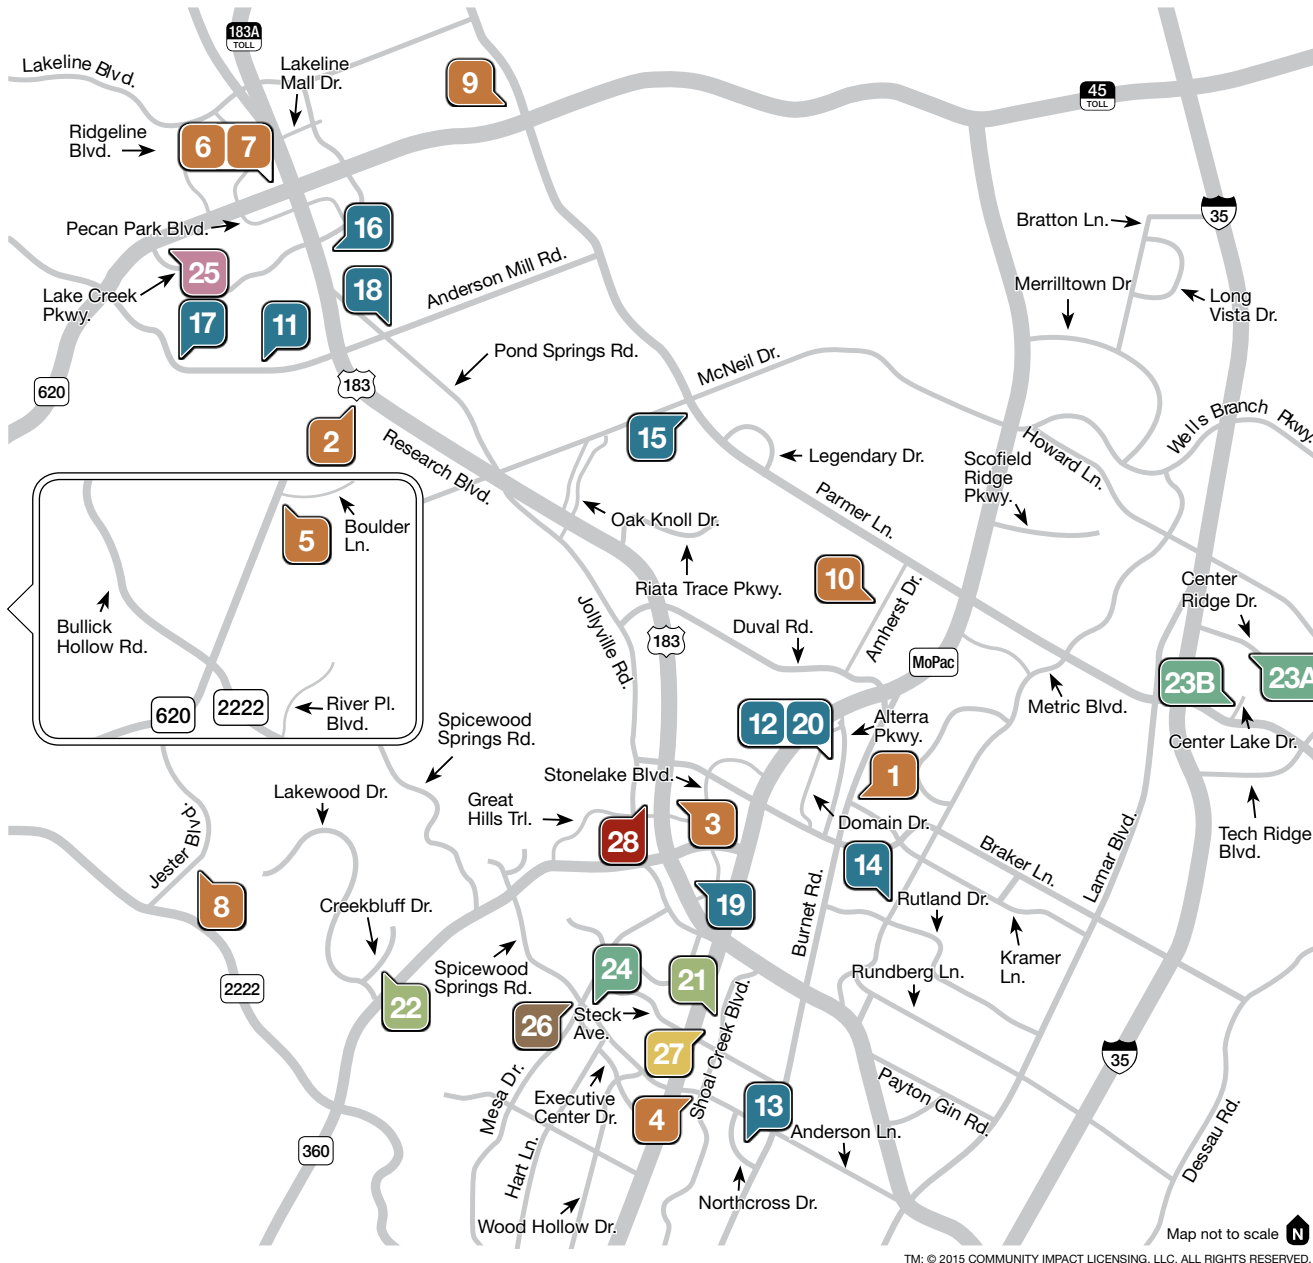 183A
TOLL
Lakeline Blvd.
Lakeline
Mall Dr.
9
45
TOLL
Ridgeline
Blvd.
6 7
35
Pecan Park Blvd.
16
Bratton Ln.
25
Anderson Mill Rd.
18
Merrilltown Dr
Lake Creek
Pkwy.
17
11
Long
Vista Dr.
Pond Springs Rd.
McNeil Dr.
620
183
2
Research Blvd.
15
Legendary Dr.
Howard Ln.
Wells Branch Pkwy.
Scofield
Ridge
Pkwy.
Parmer Ln.
Oak Knoll Dr.
5
Boulder
Ln.
Riata Trace Pkwy.
10
Amherst Dr.
Center
Ridge Dr.
Bullick
Hollow Rd.
Jollyville Rd.
Duval Rd.
183
MoPac
23B
23A
620
2222
River Pl.
Blvd.
Spicewood
Springs Rd.
12 20
Alterra
Pkwy.
Metric Blvd.
Center Lake Dr.
Stonelake Blvd.
1
Lakewood Dr.
Great
Hills Trl.
28
3
Domain Dr.
Tech Ridge
Blvd.
Jester Blvd.
14
Braker Ln.
Lamar Blvd.
8
Creekbluff Dr.
19
Burnet Rd.
Rutland Dr.
Kramer
Ln.
Spicewood
Springs Rd.
24
21
Rundberg Ln.
2222
22
26
Steck
Ave.
27
Shoal Creek Blvd.
35
Mesa Dr.
Executive
Center Dr.
4
13
Payton Gin Rd.
Anderson Ln.
360
Hart Ln.
Dessau Rd.
Northcross Dr.
Wood Hollow Dr.
Map not to scale N
TM; © 2015 COMMUNITY IMPACT LICENSING, LLC. ALL RIGHTS RESERVED.